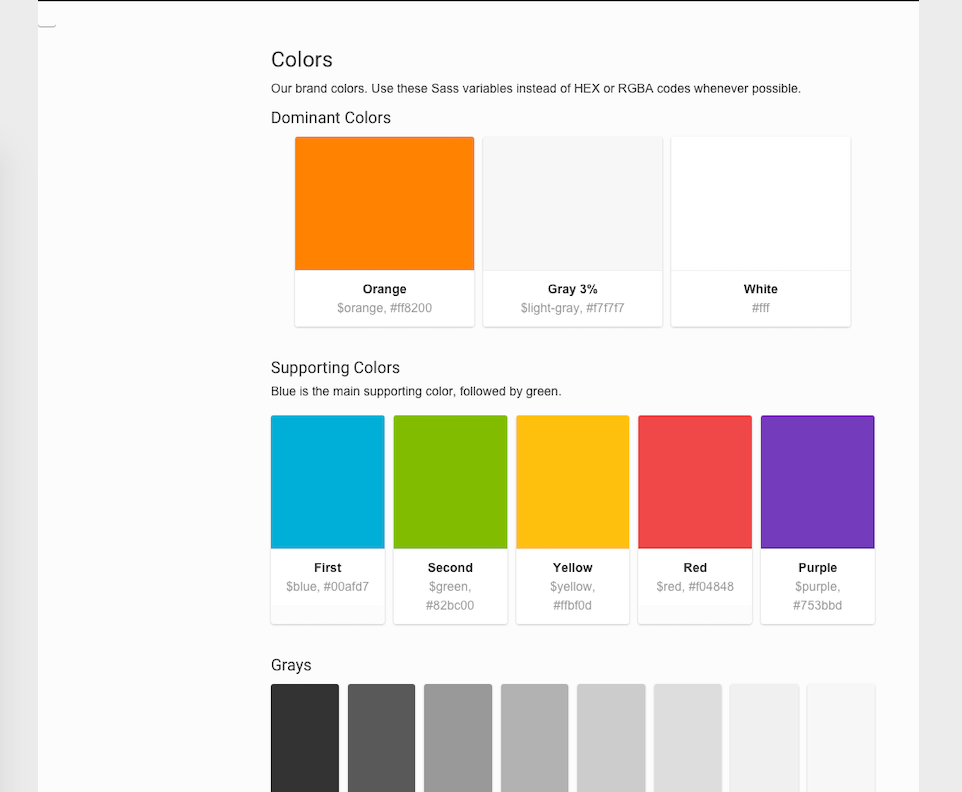 Colors
Our brand colors. Use these Sass variables instead of HEX or RGBA codes whenever possible.
Dominant Colors
Orange
$orange, #ff8200
Gray 3%
$light-gray, #f7f7f7
White
#fff
Supporting Colors
Blue is the main supporting color, followed by green.
First
$blue, #00afd7
Second
$green,
#82bc00
Yellow
$yellow,
#ffbf0d
Red
$red, #f04848
Purple
$purple,
#753bbd
Grays